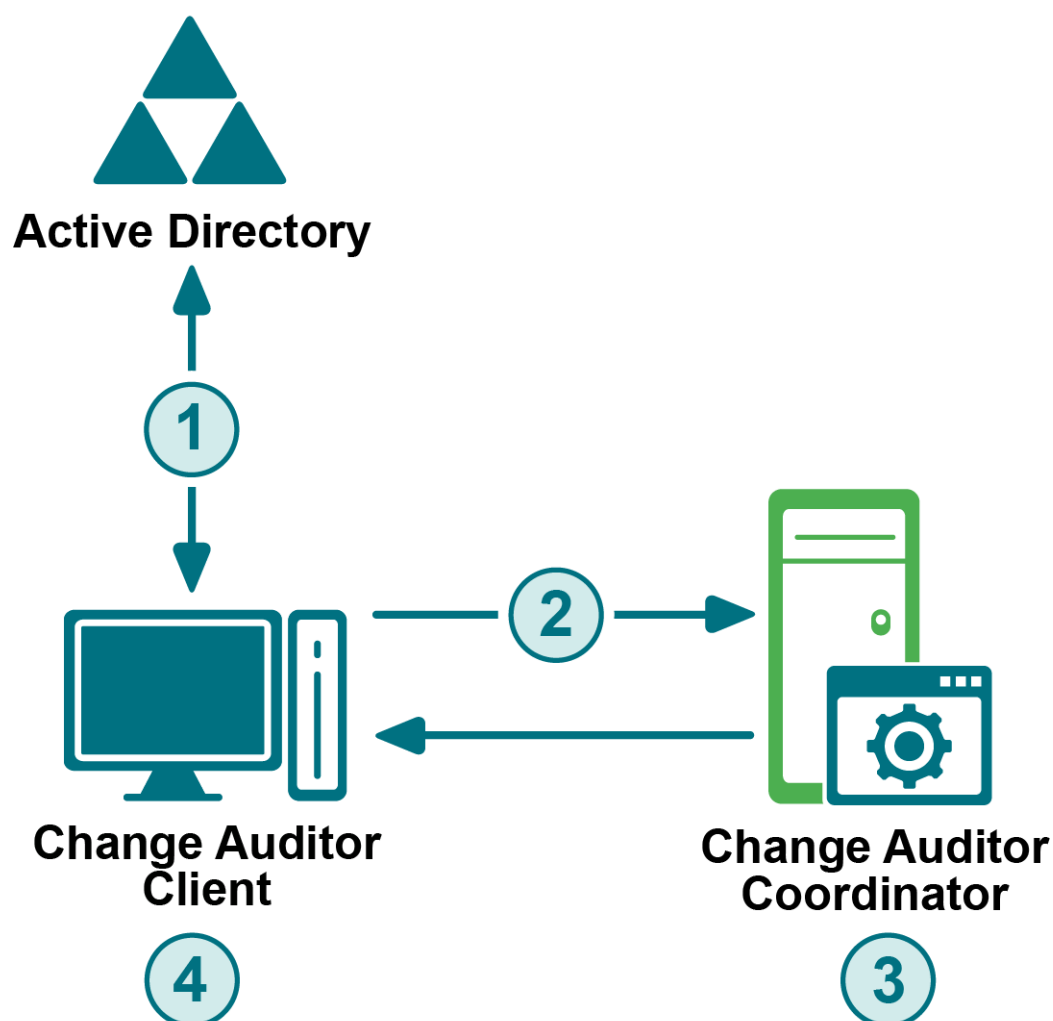 Active Directory
1
2
Change Auditor
Client
Change Auditor
Coordinator
4
3